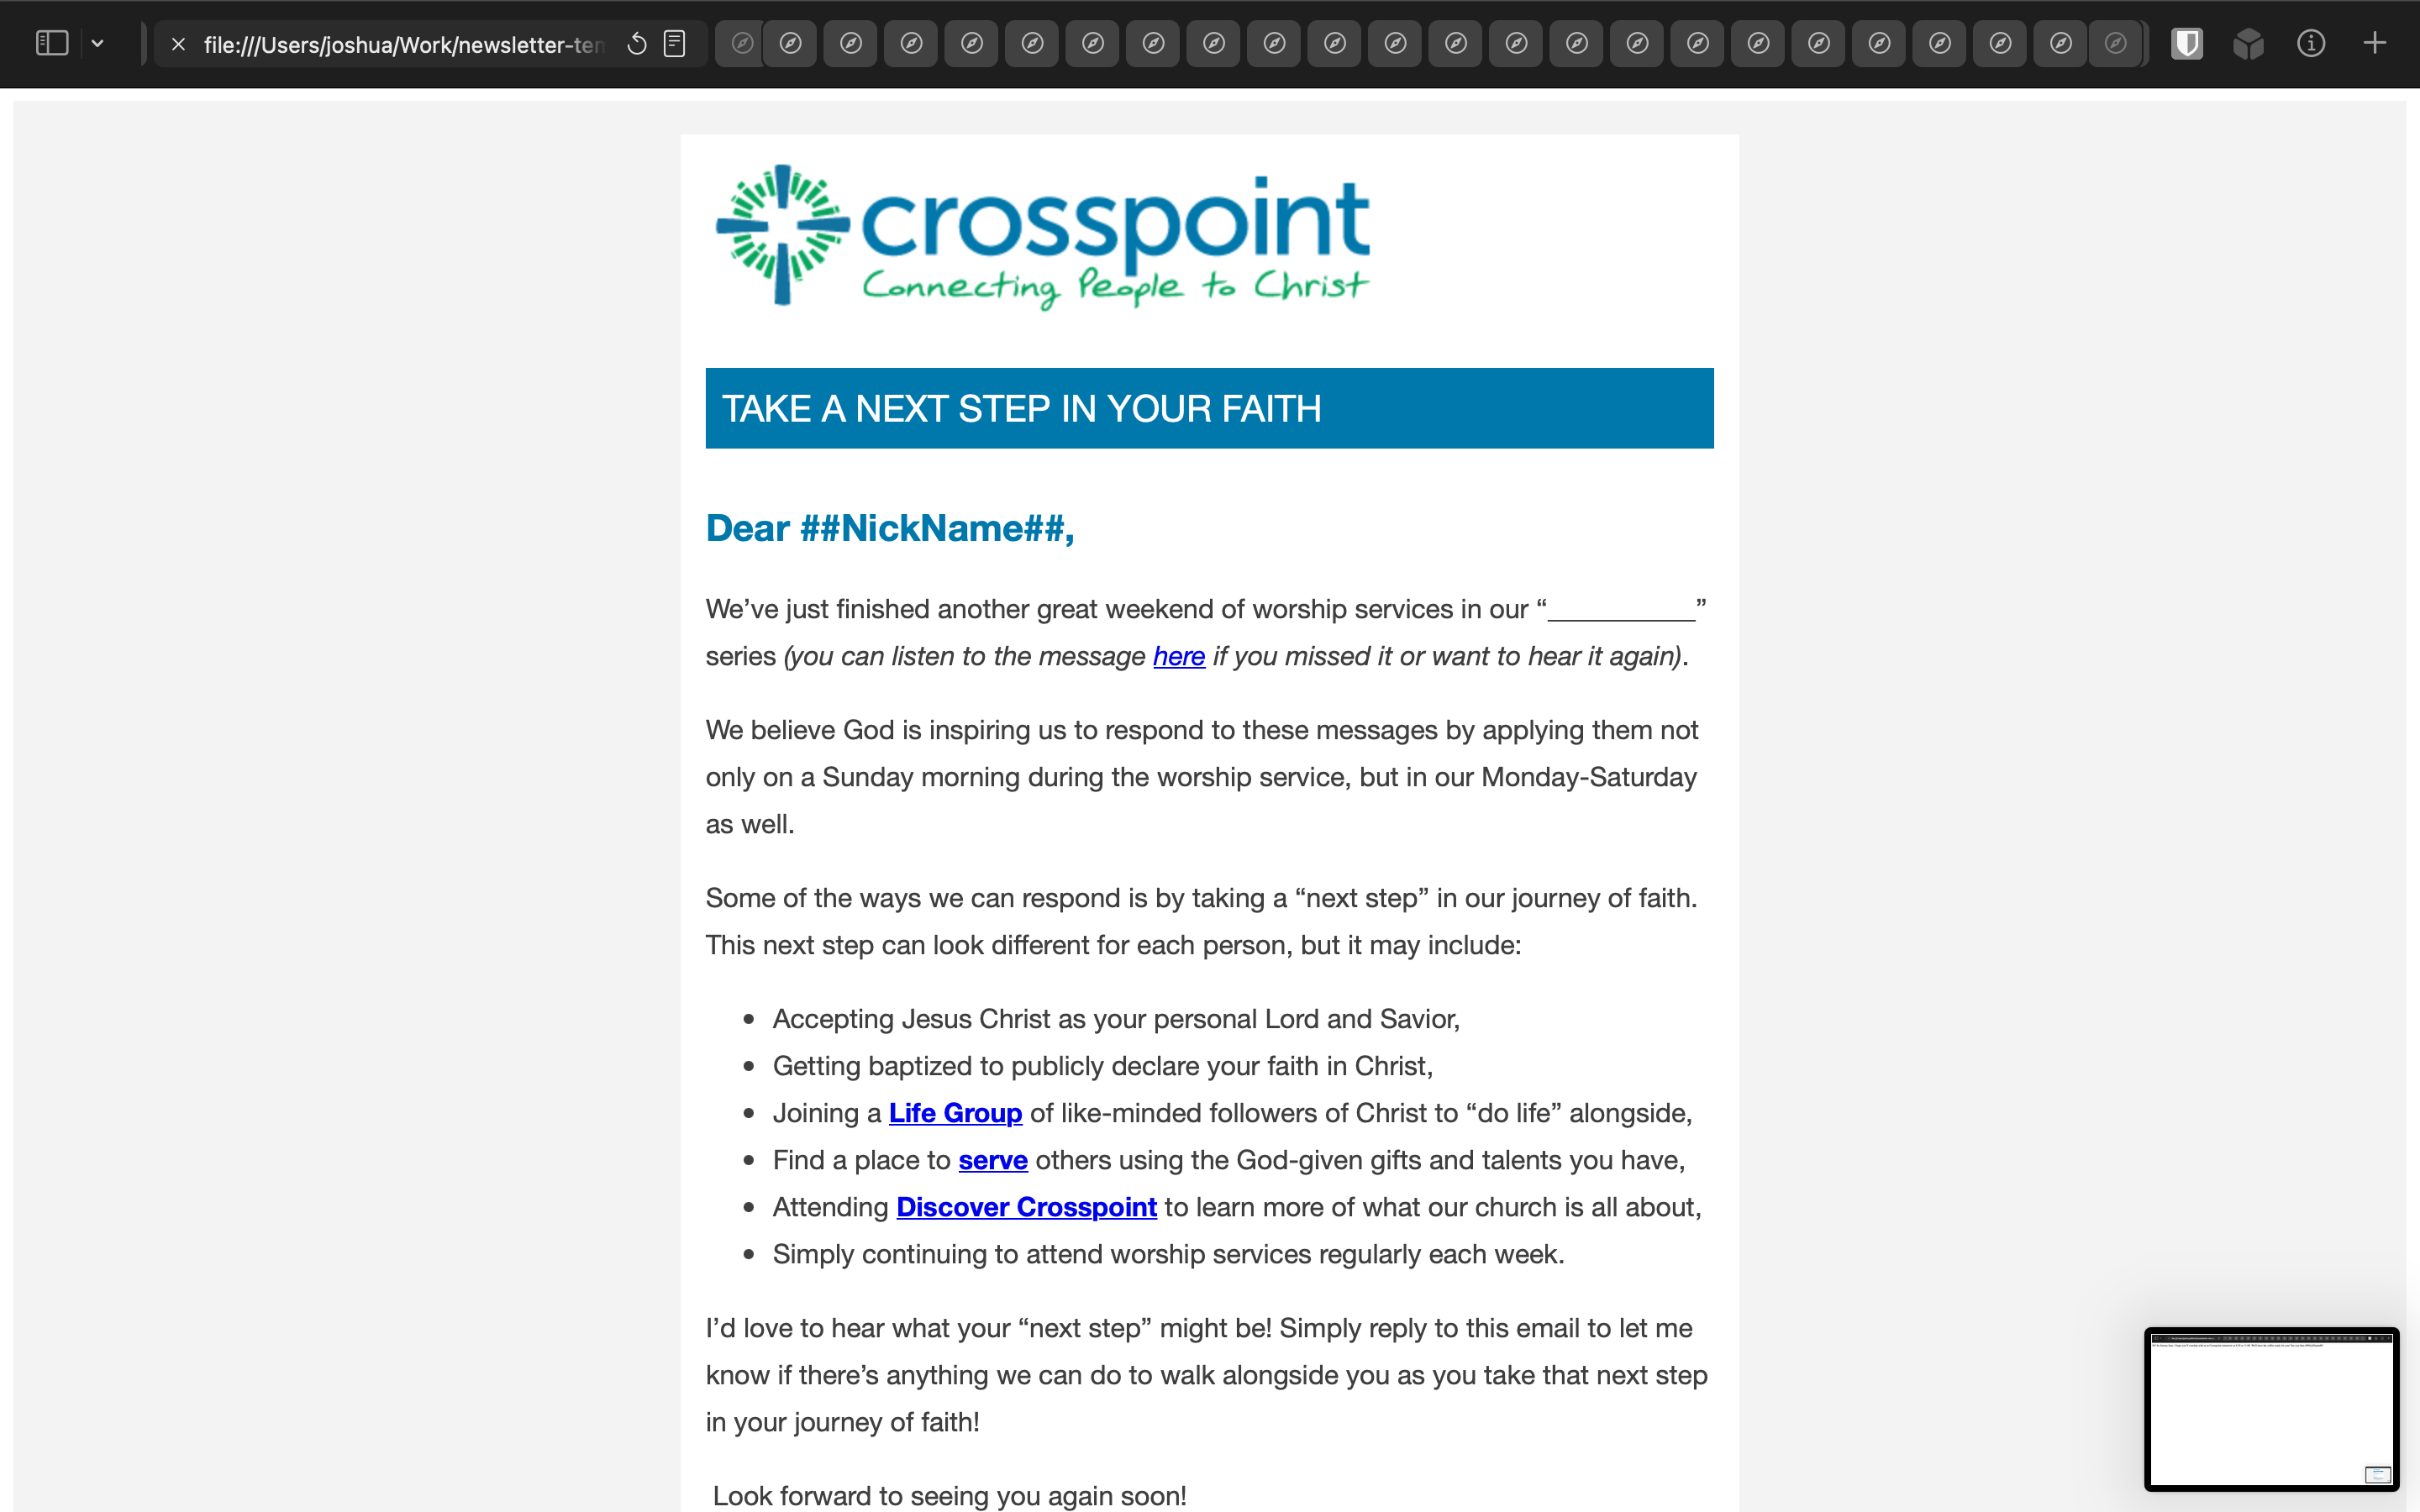 file:///Users/joshua/Work/newsletter-ten
crosspoint
Connecting People to Christ
TAKE A NEXT STEP IN YOUR FAITH
Dear ##NickName##,
We’ve just finished another great weekend of worship services in our “___________”
series (you can listen to the message here if you missed it or want to hear it again).
We believe God is inspiring us to respond to these messages by applying them not
only on a Sunday morning during the worship service, but in our Monday-Saturday
as well.
Some of the ways we can respond is by taking a “next step” in our journey of faith.
This next step can look different for each person, but it may include:
• Accepting Jesus Christ as your personal Lord and Savior,
• Getting baptized to publicly declare your faith in Christ,
• Joining a Life Group of like-minded followers of Christ to “do life” alongside,
• Find a place to serve others using the God-given gifts and talents you have,
• Attending Discover Crosspoint to learn more of what our church is all about,
• Simply continuing to attend worship services regularly each week.
I’d love to hear what your “next step” might be! Simply reply to this email to let me
know if there’s anything we can do to walk alongside you as you take that next step
in your journey of faith!
Look forward to seeing you again soon!